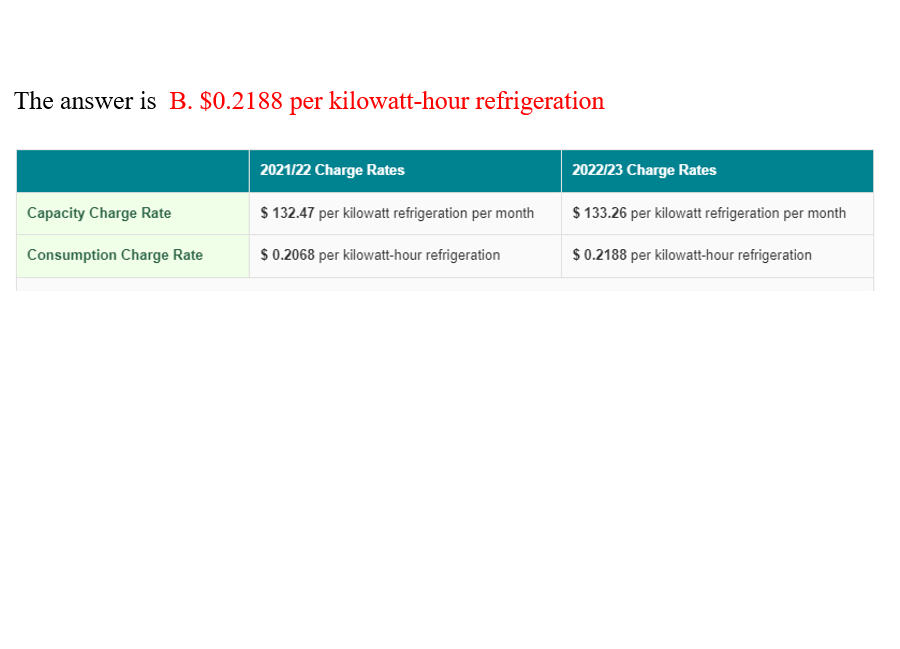 The answer is B. $0.2188 per kilowatt-hour refrigeration
2021/22 Charge Rates 2022/23 Charge Rates
Capacity Charge Rate $ 132.47 per kilowatt refrigeration per month $ 133.26 per kilowatt refrigeration per month
Consumption Charge Rate $ 0.2068 per kilowatt-hour refrigeration $ 0.2188 per kilowatt-hour refrigeration